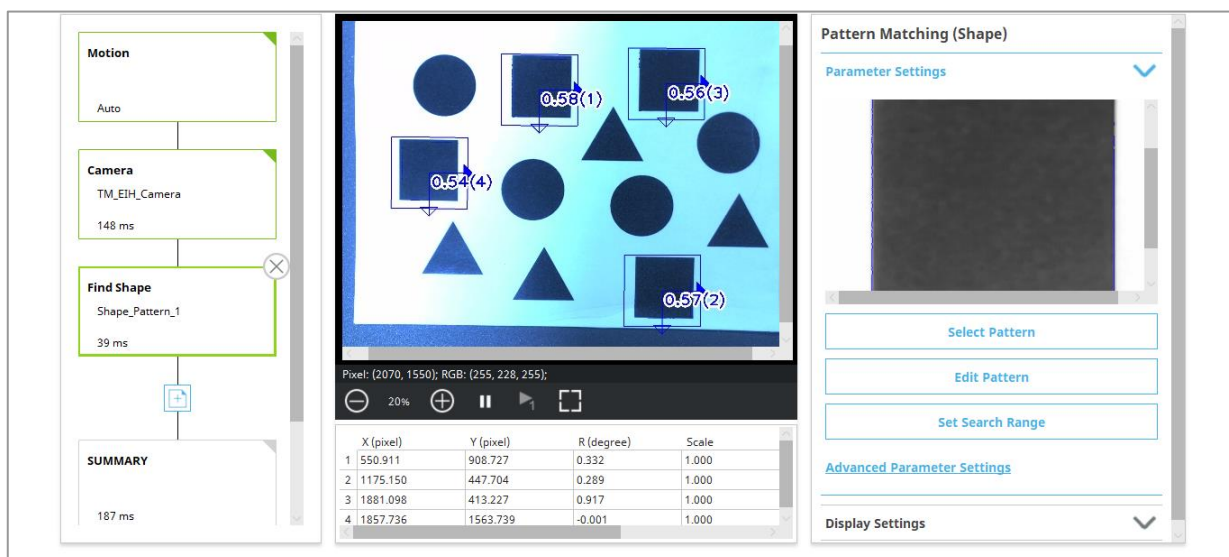 Motion
Auto
Camera
TM_EIH_Camera
148 ms
Find Shape
Shape_Pattern_1
39 ms
SUMMARY
187 ms
0.58(1)
0.56(3)
0.54(4)
0.57(2)
Pixel: (2070, 1550); RGB: (255, 228, 255);
20%
1
X (pixel) Y (pixel) R (degree) Scale
1 550.911 908.727 0.332 1.000
2 1175.150 447.704 0.289 1.000
3 1881.098 413.227 0.917 1.000
4 1857.736 1563.739 -0.001 1.000
Pattern Matching (Shape)
Parameter Settings
Select Pattern
Edit Pattern
Set Search Range
Advanced Parameter Settings
Display Settings